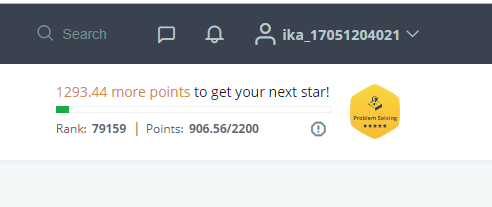 Search
ika_17051204021
1293.44 more points to get your next star!
Rank: 79159 | Points: 906.56/2200
Problem Solving